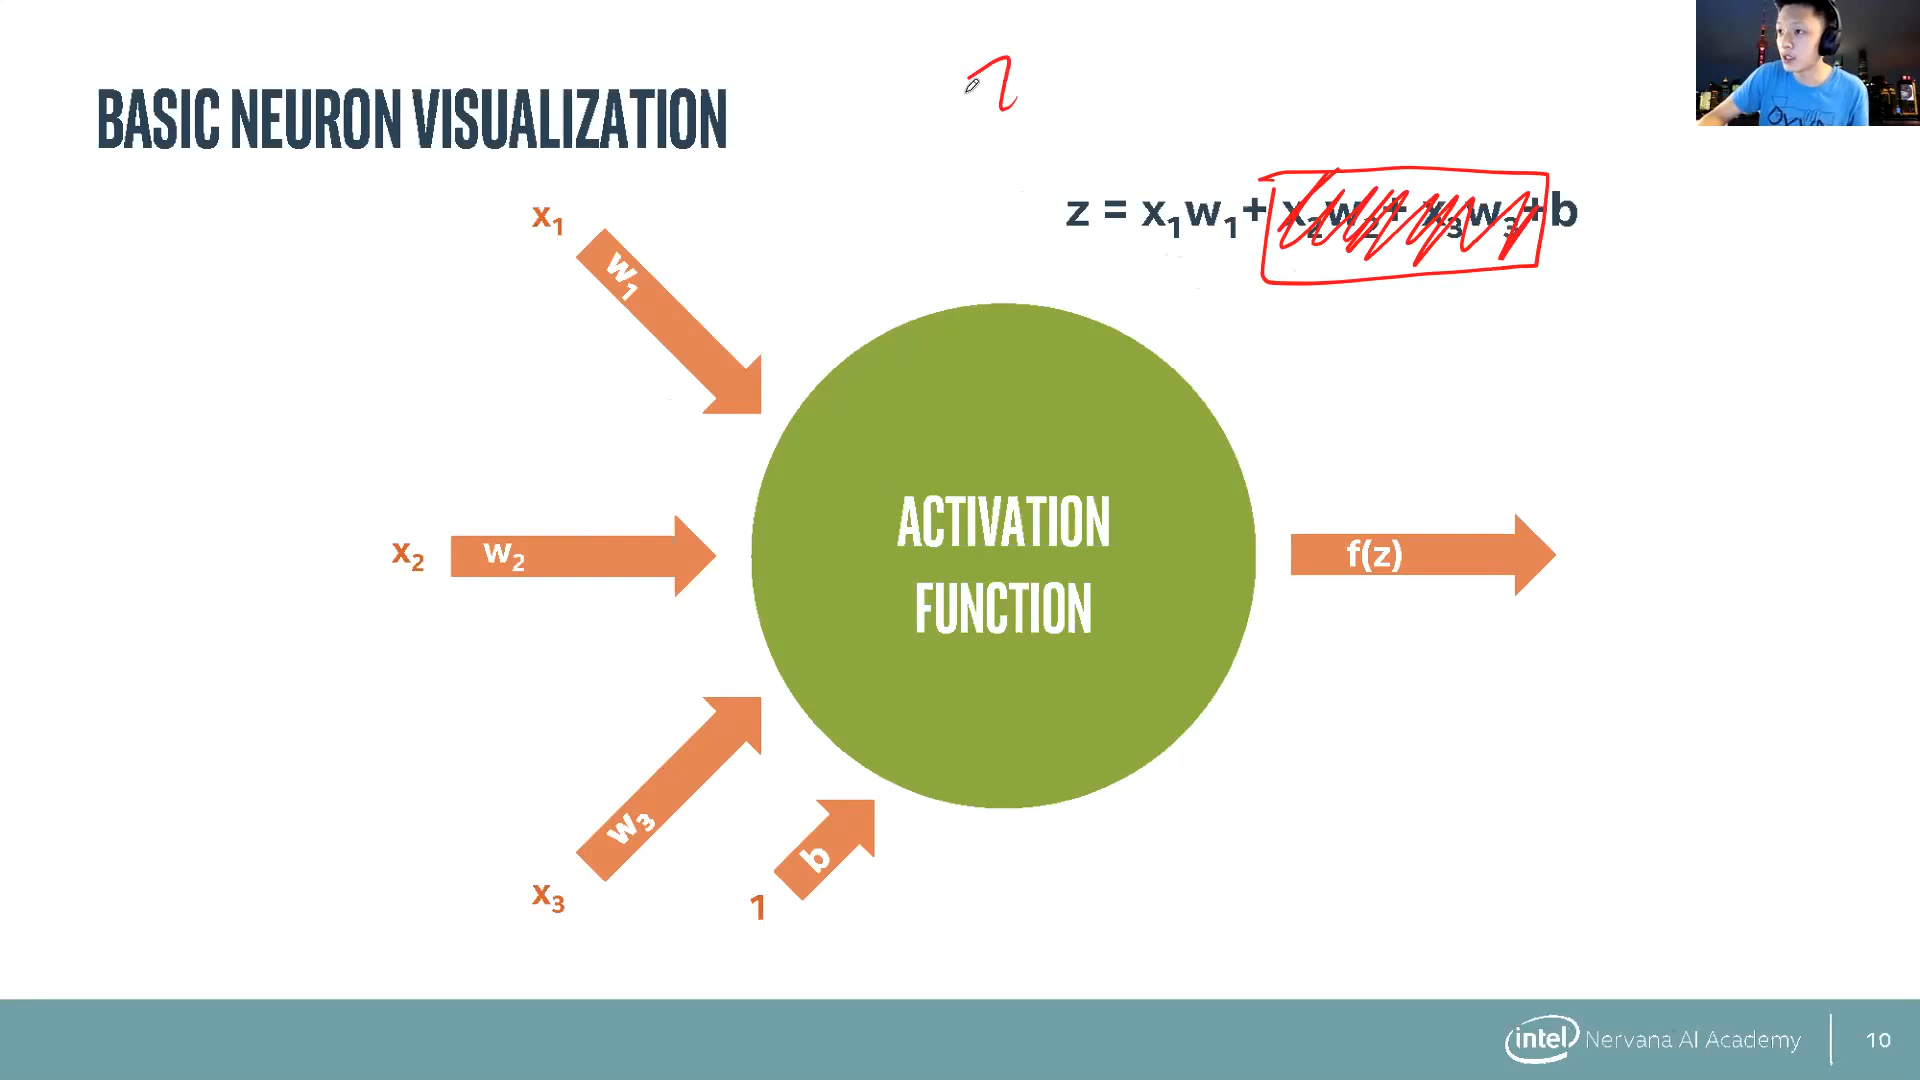 BASIC NEURON VISUALIZATION
z = x₁w₁+ x₂w₂+ x₃w₃+b
x₁
w₁
x₂
w₂
ACTIVATION
FUNCTION
f(z)
w₃
x₃
b
1
intel Nervana AI Academy
10